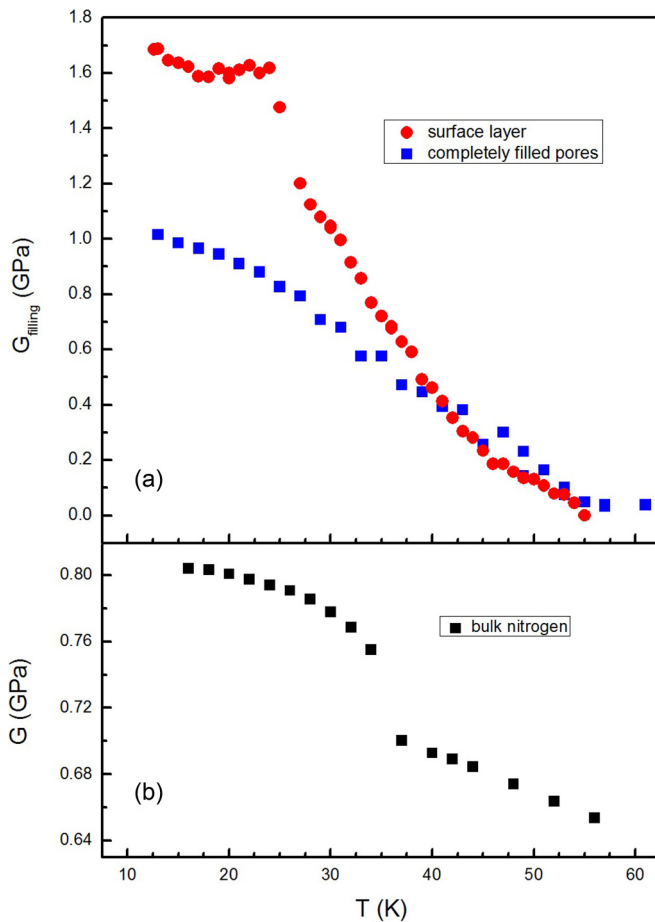 1.8
1.6
1.4
1.2
1.0
0.8
0.6
0.4
0.2
0.0
G_filling (GPa)
surface layer
completely filled pores
(a)
0.80
0.76
0.72
0.68
0.64
G (GPa)
bulk nitrogen
(b)
10 20 30 40 50 60
T (K)